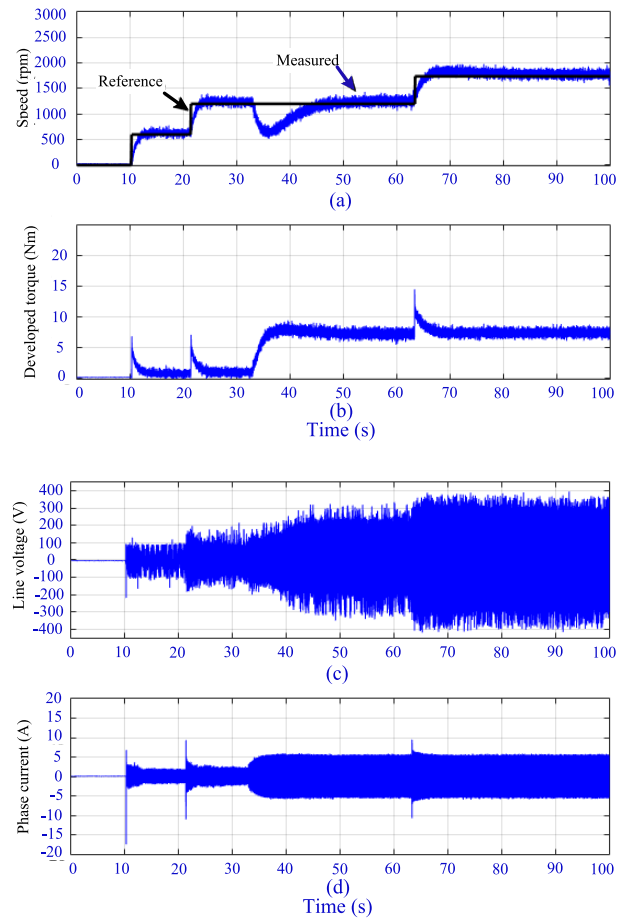 3000
2500
2000
1500
1000
500
0
Speed (rpm)
Reference
Measured
0 10 20 30 40 50 60 70 80 90 100
(a)
20
15
10
5
0
Developed torque (Nm)
0 10 20 30 40 50 60 70 80 90 100
(b)
Time (s)
400
300
200
100
0
-100
-200
-300
-400
Line voltage (V)
0 10 20 30 40 50 60 70 80 90 100
(c)
20
15
10
5
0
-5
-10
-15
-20
Phase current (A)
0 10 20 30 40 50 60 70 80 90 100
(d)
Time (s)